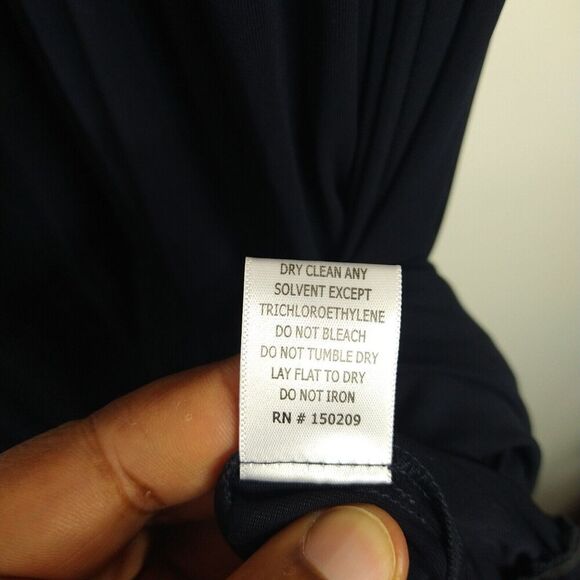 DRY CLEAN ANY
SOLVENT EXCEPT
TRICHLOROETHYLENE
DO NOT BLEACH
DO NOT TUMBLE DRY
LAY FLAT TO DRY
DO NOT IRON
RN # 150209